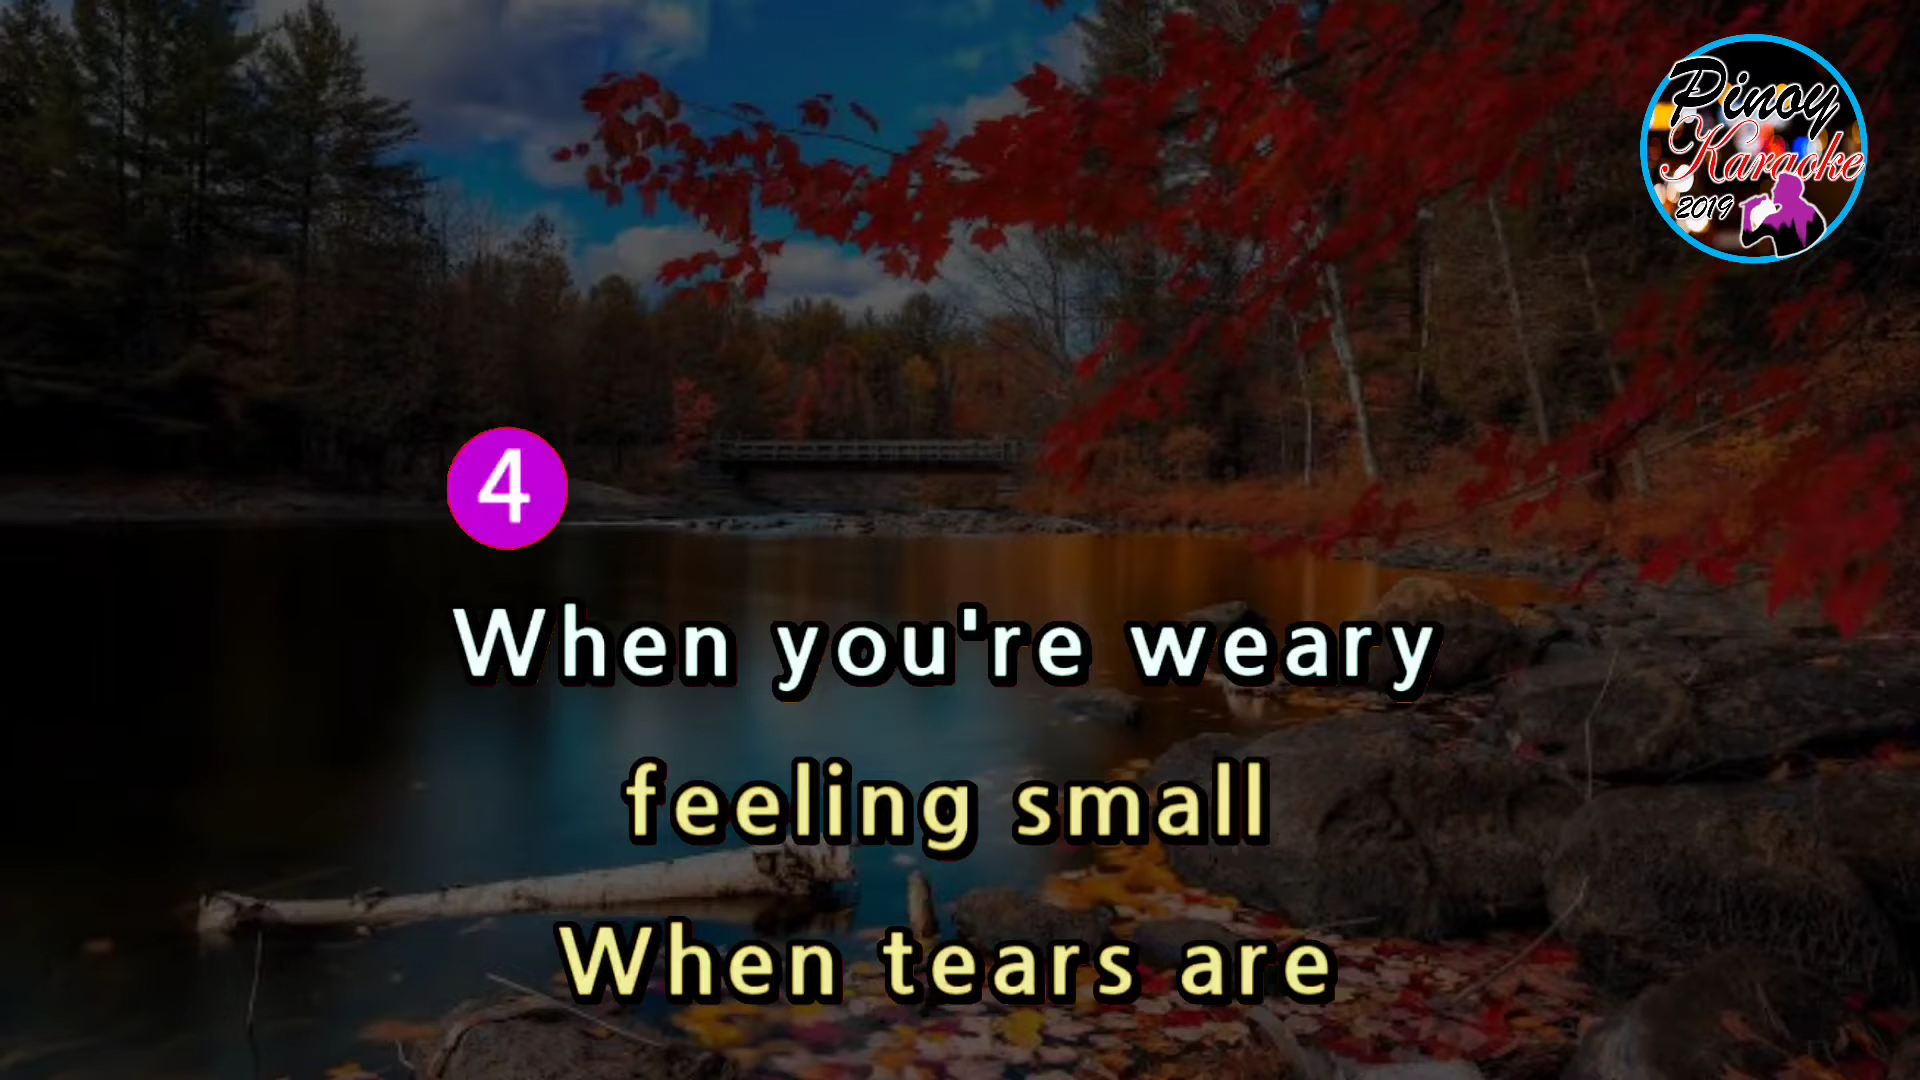 Pinoy
Karaoke
2019
4
When you're weary
feeling small
When tears are